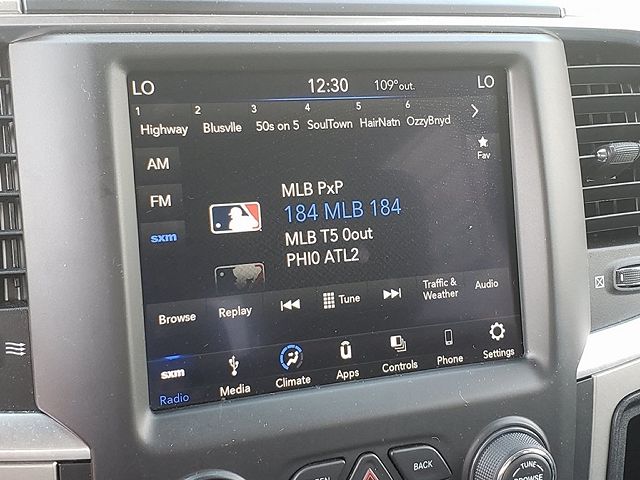 LO 12:30 109°out. LO
1 2 3 4 5 6
Highway Blusvlle 50s on 5 SoulTown HairNatn OzzyBnyd
Fav
AM
FM
sxm
MLB PxP
184 MLB 184
MLB T5 0out
PHI0 ATL2
Browse Replay Tune Traffic & Weather Audio
sxm
Radio Media Climate Apps Controls Phone Settings
BACK
TUNE
BROWSE